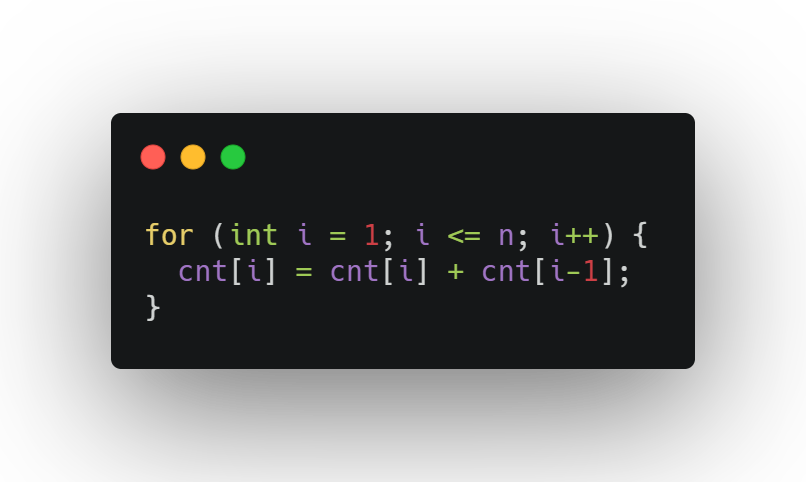 for (int i = 1; i <= n; i++) {
  cnt[i] = cnt[i] + cnt[i-1];
}